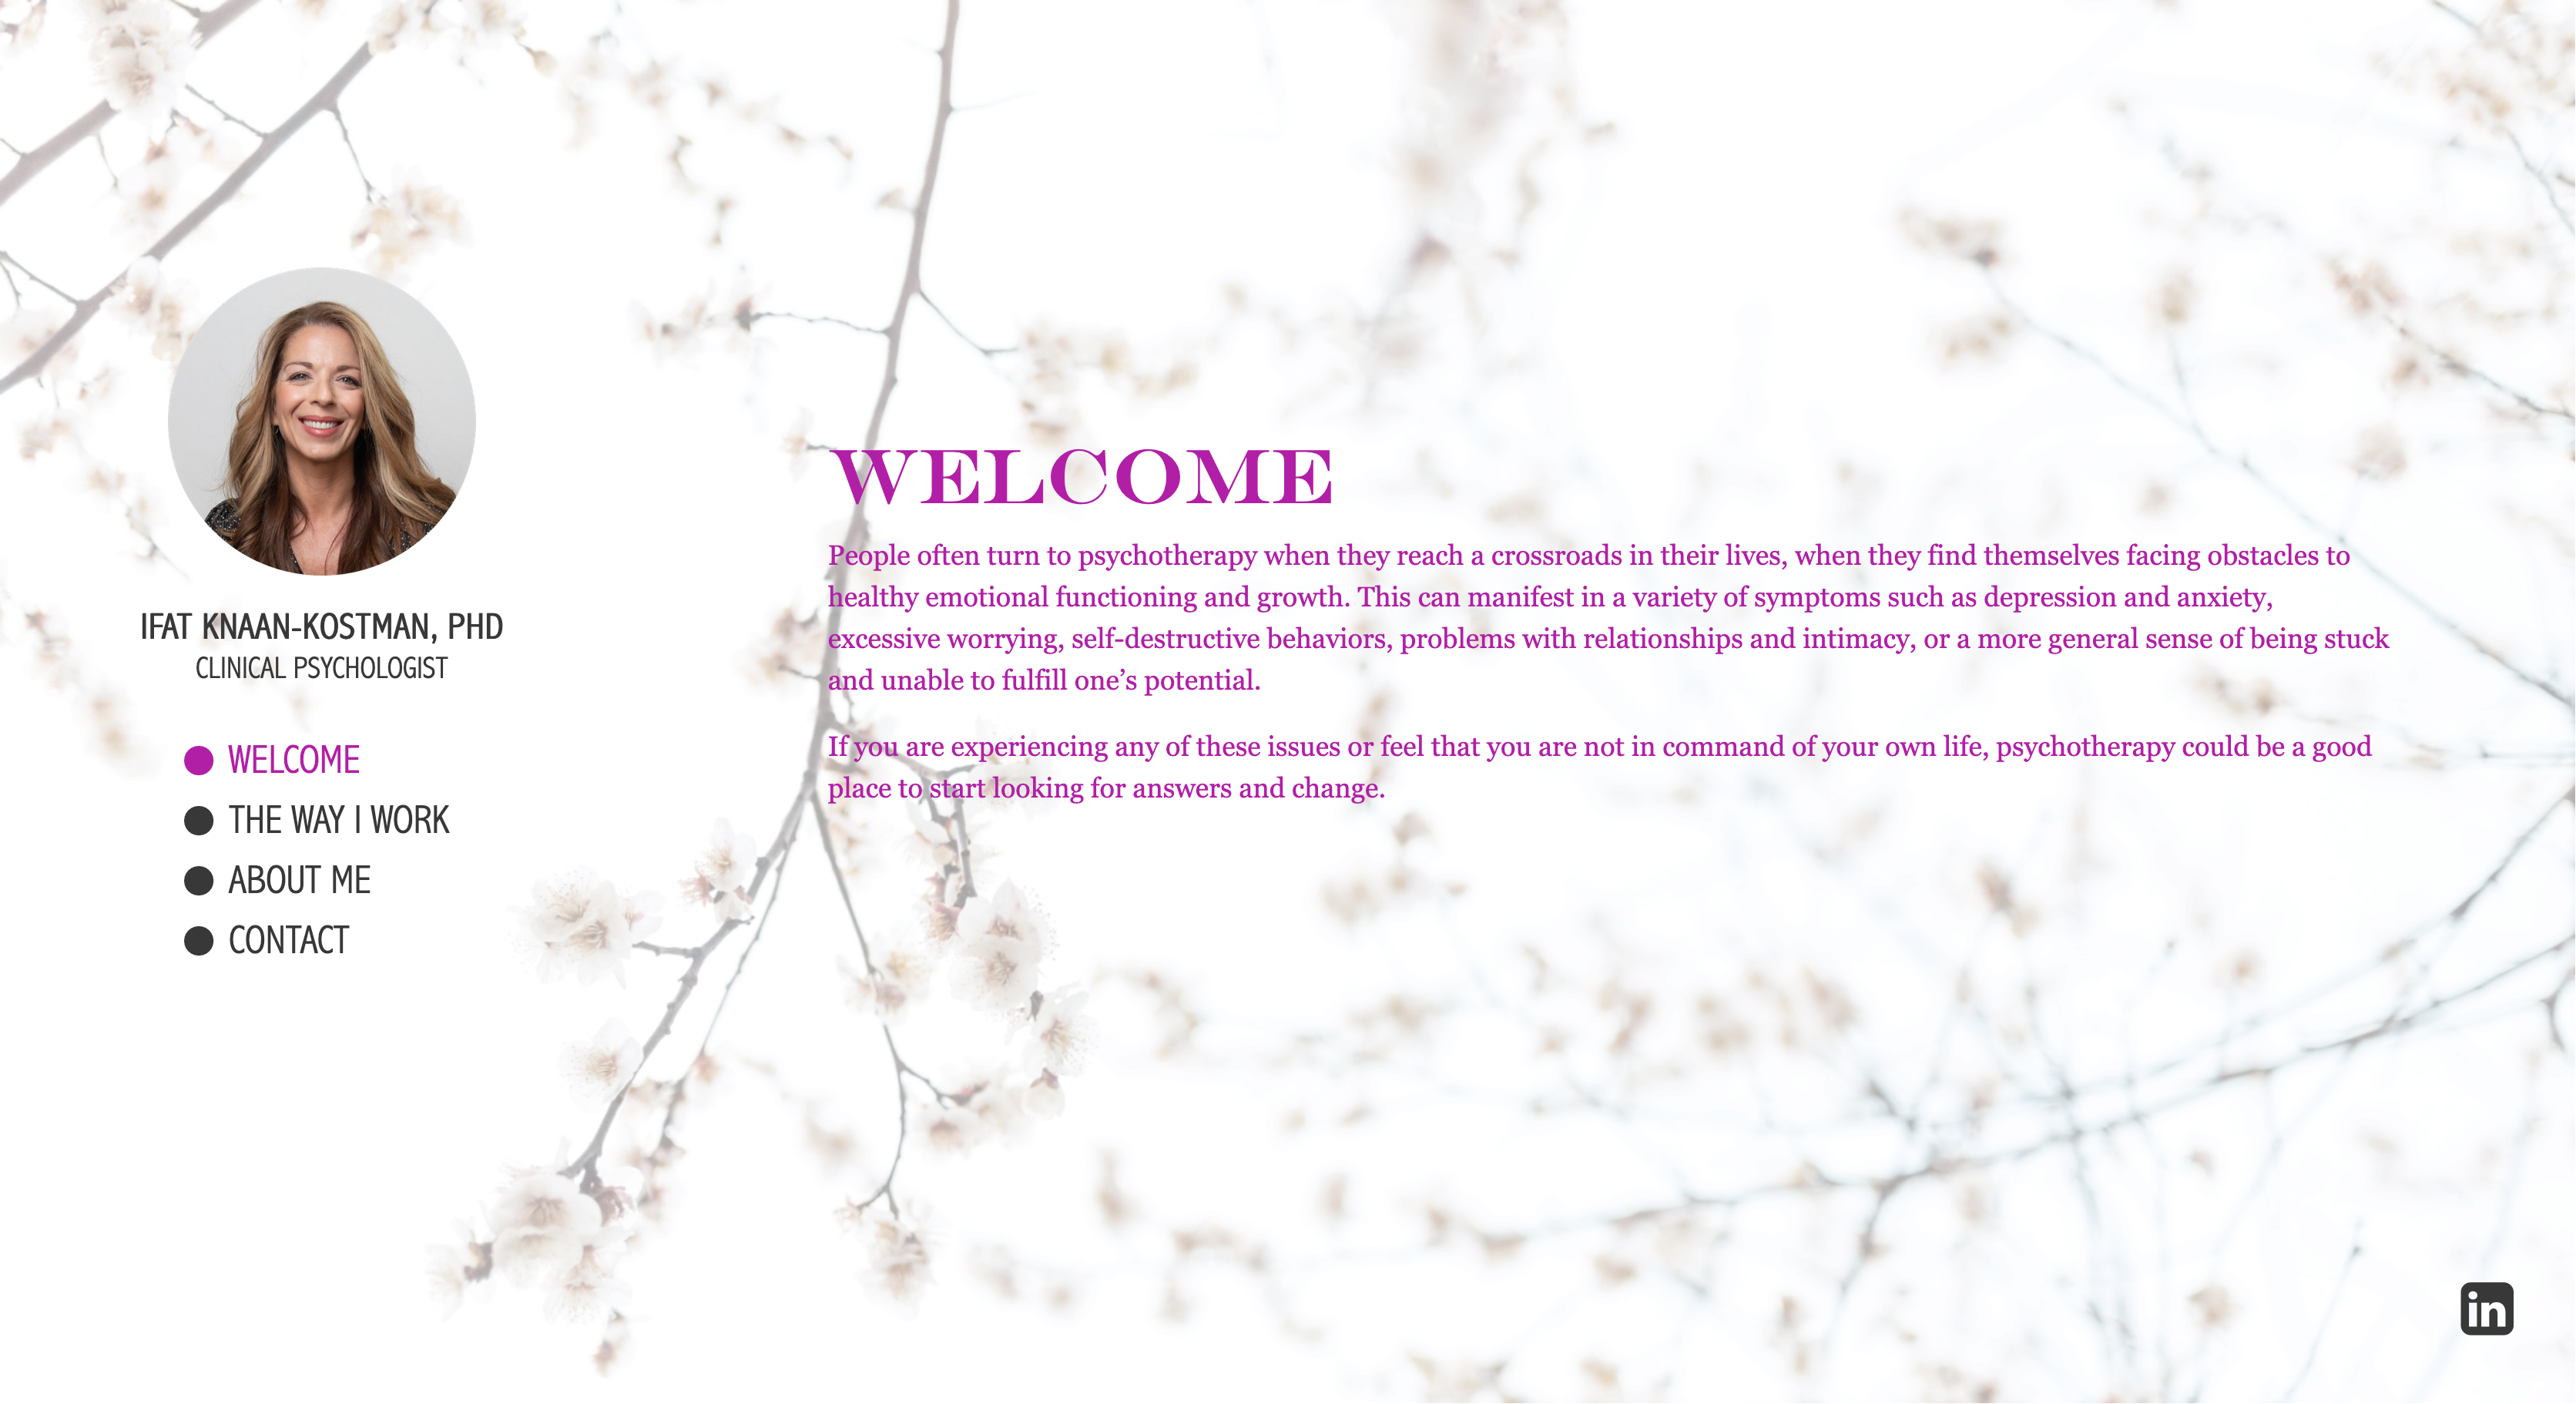 IFAT KNAAN-KOSTMAN, PHD
CLINICAL PSYCHOLOGIST
WELCOME
THE WAY I WORK
ABOUT ME
CONTACT
WELCOME
People often turn to psychotherapy when they reach a crossroads in their lives, when they find themselves facing obstacles to
healthy emotional functioning and growth. This can manifest in a variety of symptoms such as depression and anxiety,
excessive worrying, self-destructive behaviors, problems with relationships and intimacy, or a more general sense of being stuck
and unable to fulfill one’s potential.
If you are experiencing any of these issues or feel that you are not in command of your own life, psychotherapy could be a good
place to start looking for answers and change.
in